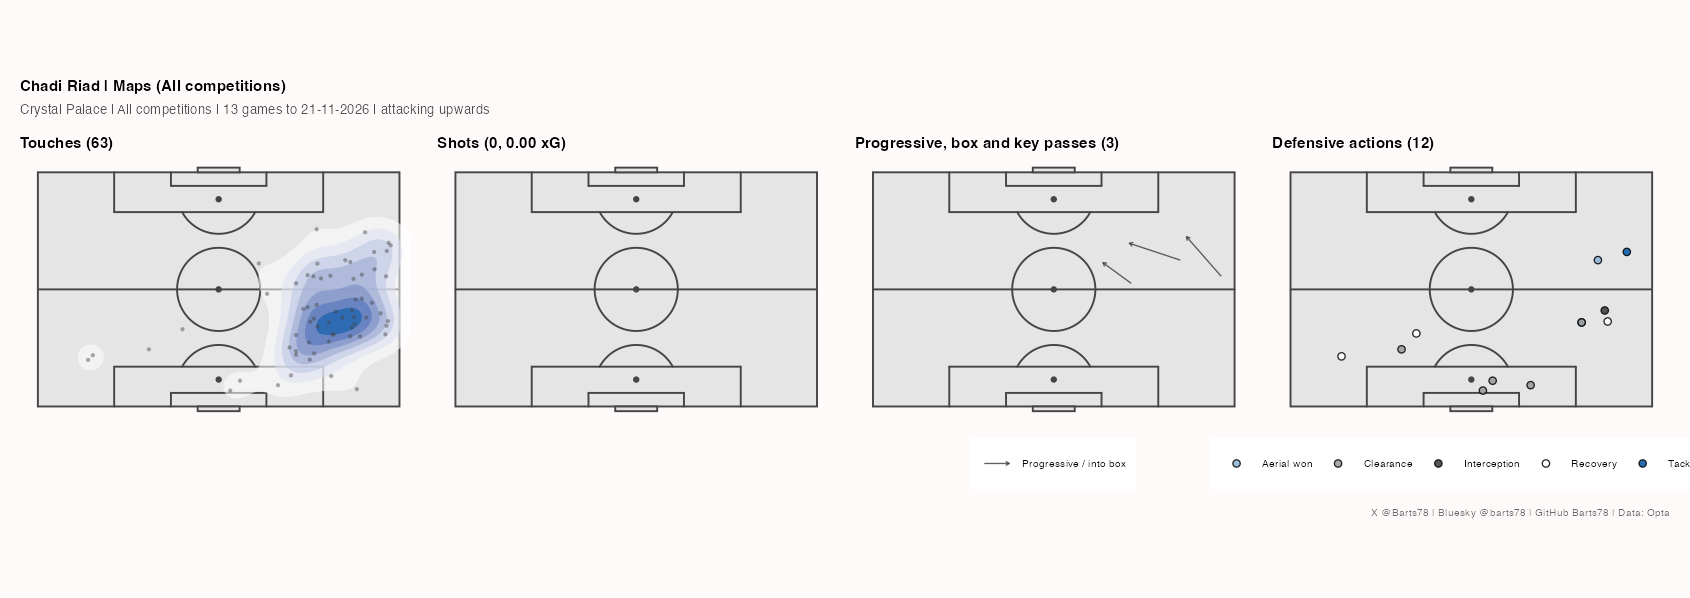 Chadi Riad | Maps (All competitions)
Crystal Palace | All competitions | 13 games to 21-11-2026 | attacking upwards
Touches (63)
Shots (0, 0.00 xG)
Progressive, box and key passes (3)
Defensive actions (12)
Progressive / into box
Aerial won
Clearance
Interception
Recovery
Tack
X @Barts78 | Bluesky @barts78 | GitHub Barts78 | Data: Opta